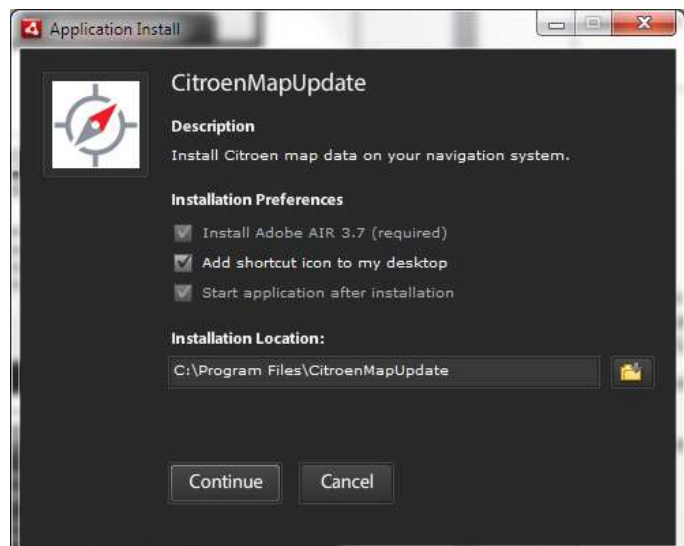 Application Install
CitroenMapUpdate
Description
Install Citroen map data on your navigation system.
Installation Preferences
Install Adobe AIR 3.7 (required)
Add shortcut icon to my desktop
Start application after installation
Installation Location:
C:\Program Files\CitroenMapUpdate
Continue
Cancel